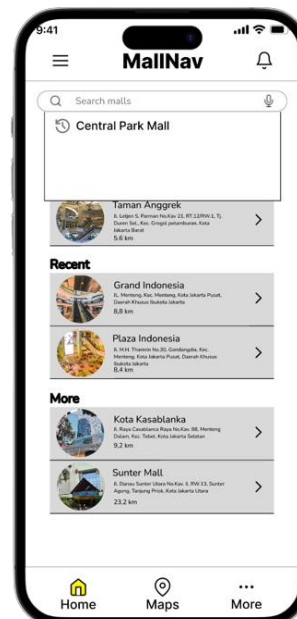 9:41
MallNav
Search malls
Central Park Mall
Taman Anggrek
Jl. Letjen S. Parman No.Kav 21, RT.12/RW.1, Tj.
Duren Sel., Kec. Grogol petamburan, Kota
Jakarta Barat
5.6 km
Recent
Grand Indonesia
JL. Menteng, Kec. Menteng, Kota Jakarta Pusat,
Daerah Khusus Ibukota Jakarta
8,8 km
Plaza Indonesia
Jl. M.H. Thamrin No.30, Gondangdia, Kec.
Menteng, Kota Jakarta Pusat, Daerah Khusus
Ibukota Jakarta
8,4 km
More
Kota Kasablanka
Jl. Raya Casablanca Raya No.Kav. 88, Menteng
Dalam, Kec. Tebet, Kota Jakarta Selatan
9,2 km
Sunter Mall
Jl. Danau Sunter Utara No.Kav. II, RW.13, Sunter
Agung, Tanjung Priok, Kota Jakarta Utara
23,2 km
Home
Maps
More